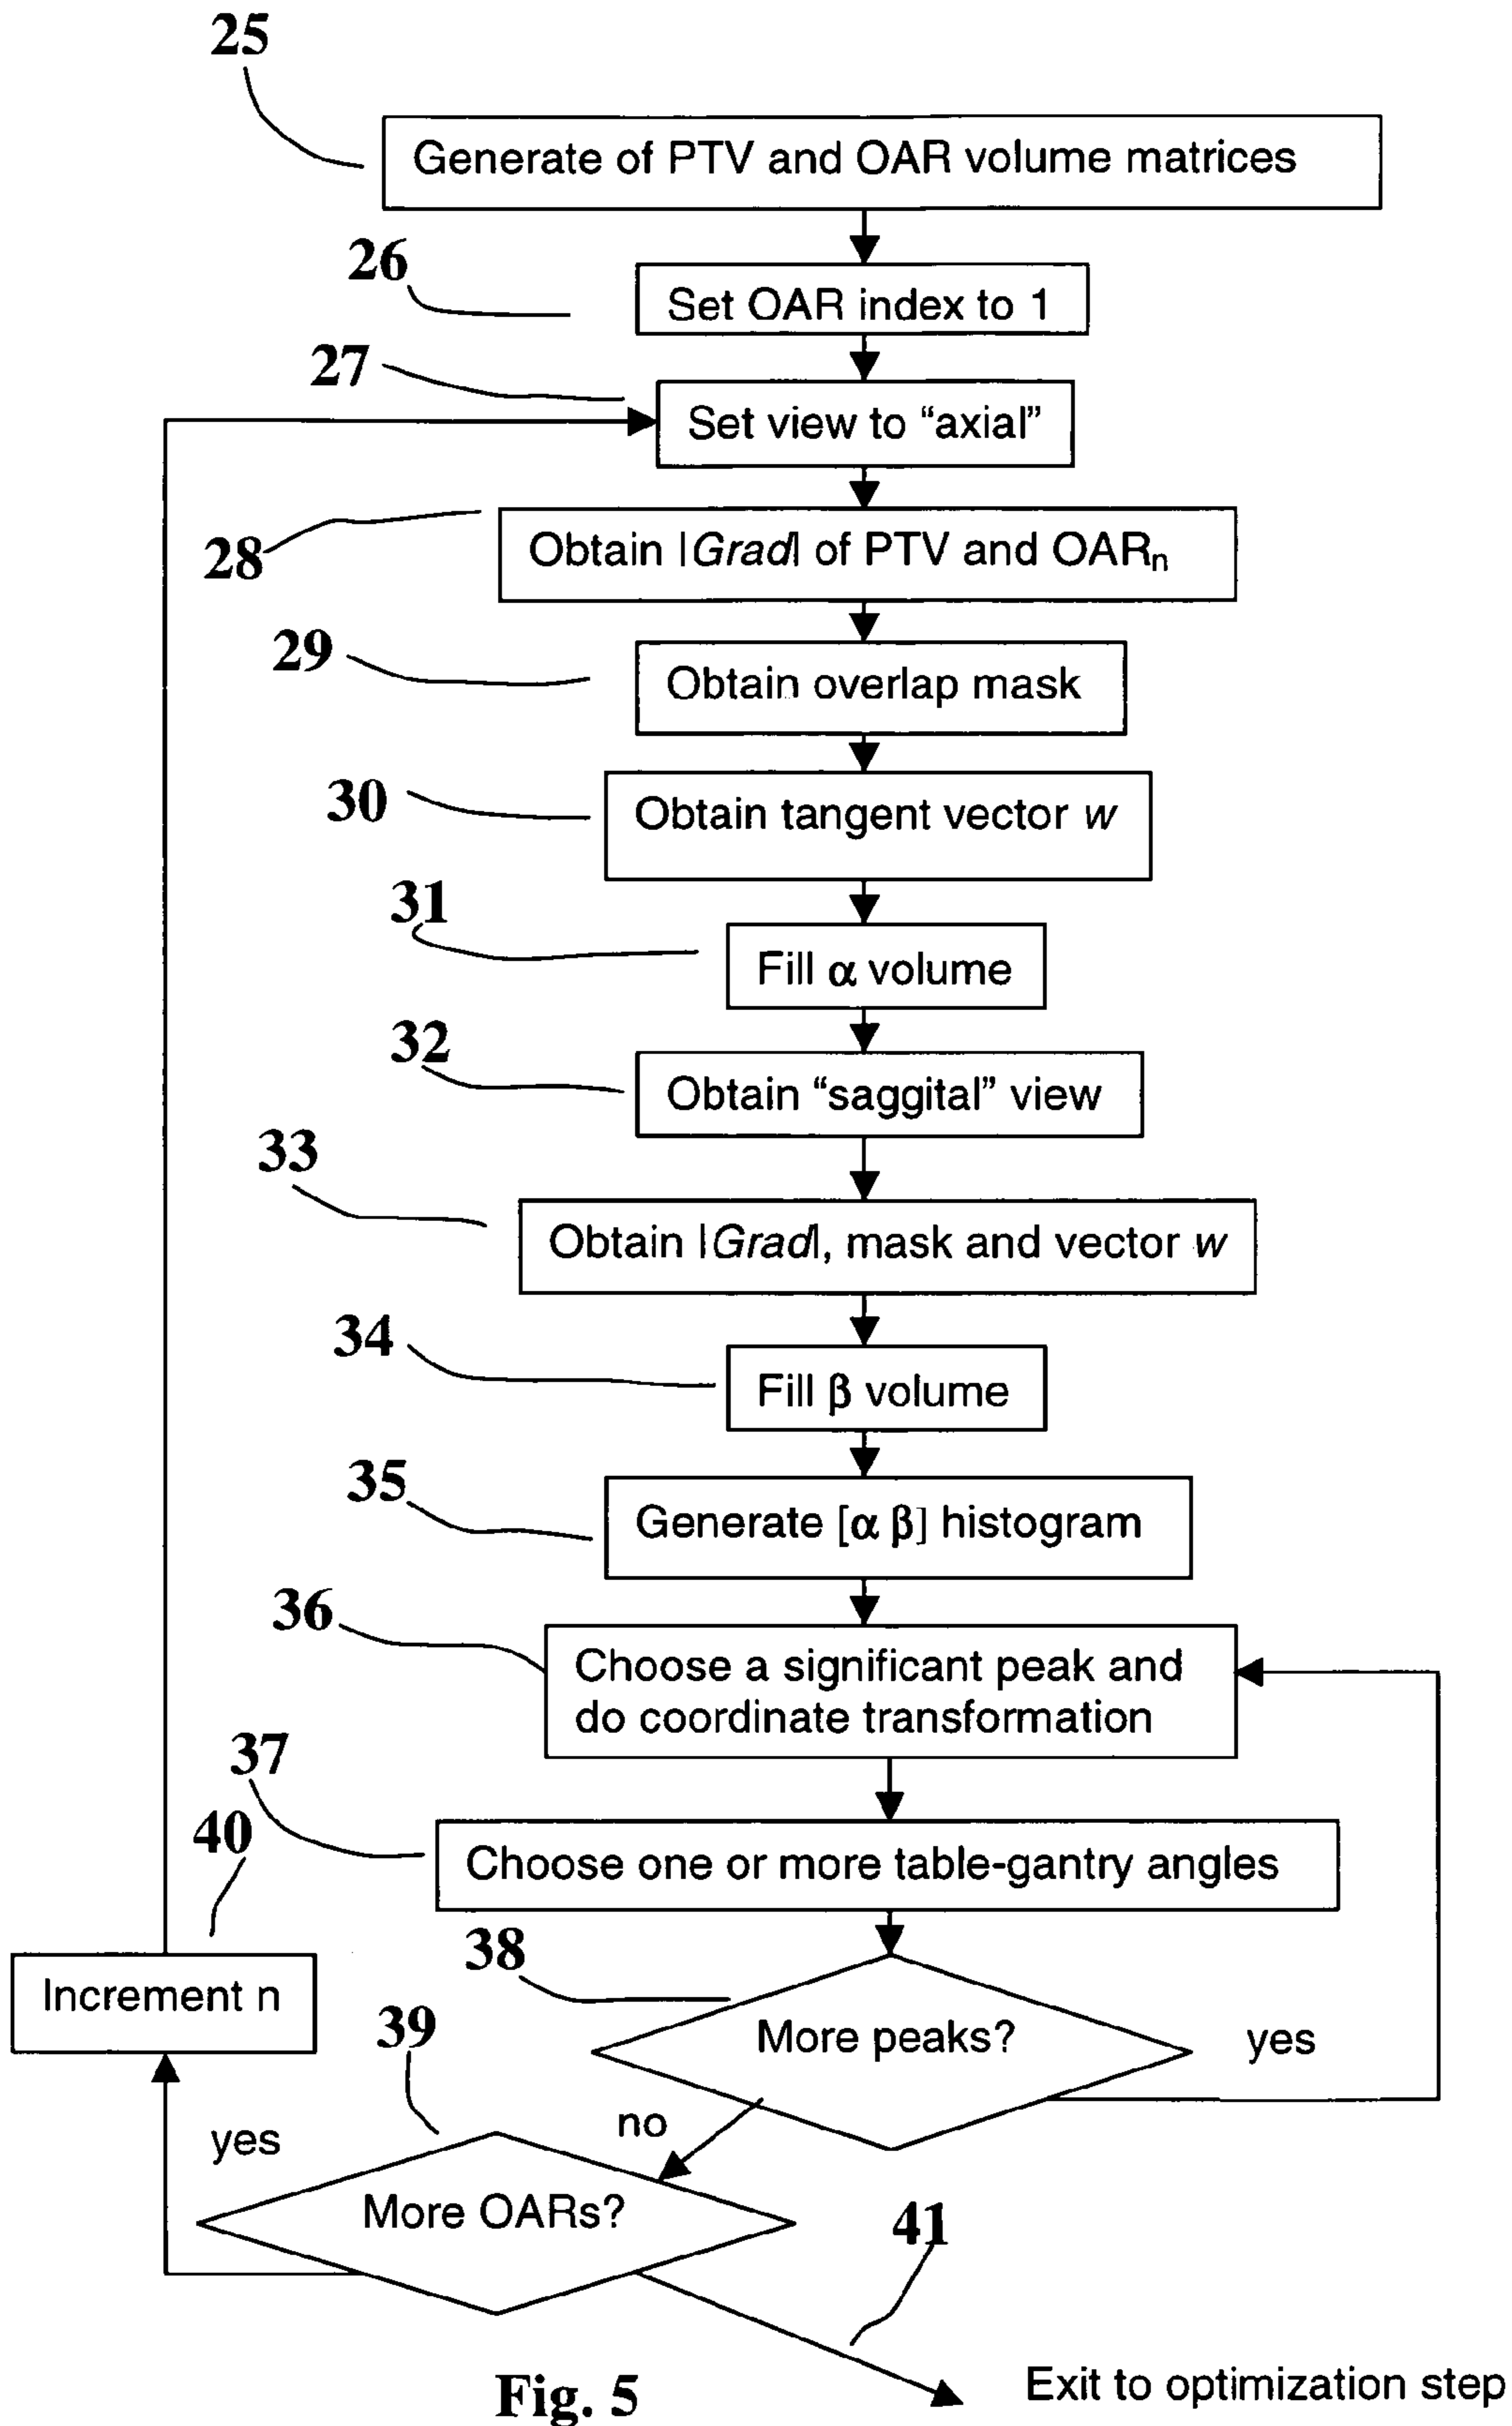 25
Generate of PTV and OAR volume matrices
26
Set OAR index to 1
27
Set view to “axial”
28
Obtain |Grad| of PTV and OARn
29
Obtain overlap mask
30
Obtain tangent vector w
31
Fill α volume
32
Obtain “saggital” view
33
Obtain |Grad|, mask and vector w
34
Fill β volume
35
Generate [α β] histogram
36
Choose a significant peak and
do coordinate transformation
37
Choose one or more table-gantry angles
40
Increment n
38
More peaks?
yes
39
no
yes
More OARs?
41
Exit to optimization step
Fig. 5